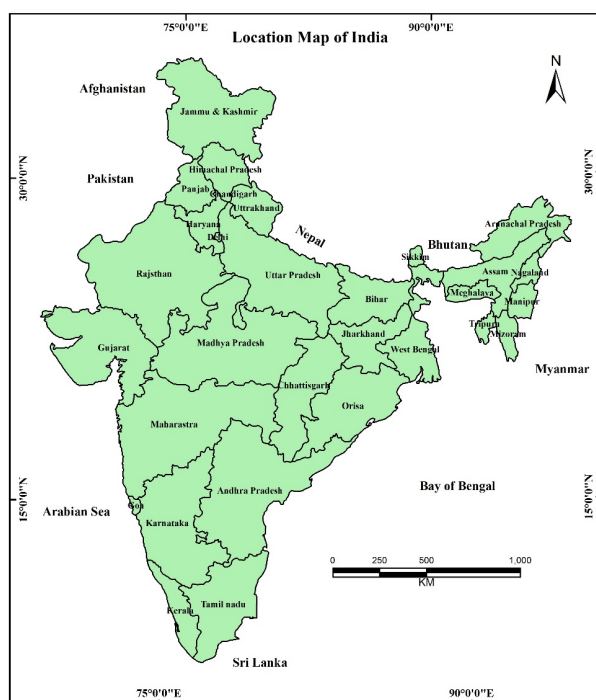 75°0'0"E
90°0'0"E
Location Map of India
N
Afghanistan
Jammu & Kashmir
30°0'0"N
30°0'0"N
Pakistan
Himachal Pradesh
Panjab
Chandigarh
Uttrakhand
Haryana
Delhi
Nepal
Bhutan
Arunachal Pradesh
Sikkim
Rajsthan
Uttar Pradesh
Assam
Nagaland
Bihar
Meghalaya
Manipur
Tripura
Mizoram
Gujarat
Madhya Pradesh
Jharkhand
West Bengal
Myanmar
Chhattisgarh
Orisa
Maharastra
Andhra Pradesh
Bay of Bengal
15°0'0"N
15°0'0"N
Arabian Sea
Goa
Karnataka
0 250 500 1,000
KM
Kerala
Tamil nadu
Sri Lanka
75°0'0"E
90°0'0"E